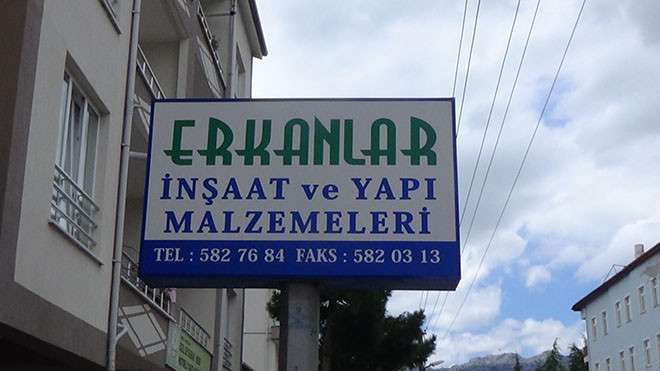 ERKANLAR
İNŞAAT ve YAPI
MALZEMELERİ
TEL : 582 76 84 FAKS : 582 03 13